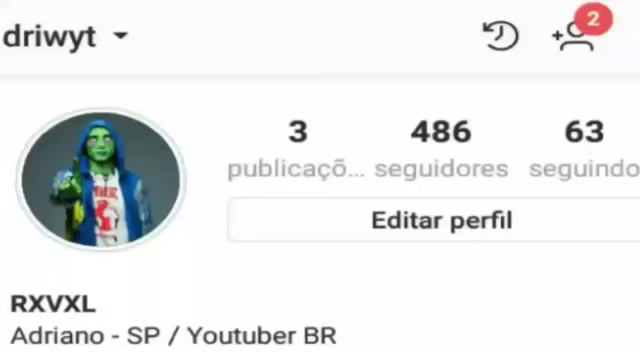 driwyt
2
3 486 63
publicaçõ... seguidores seguindo
Editar perfil
RXVXL
Adriano - SP / Youtuber BR